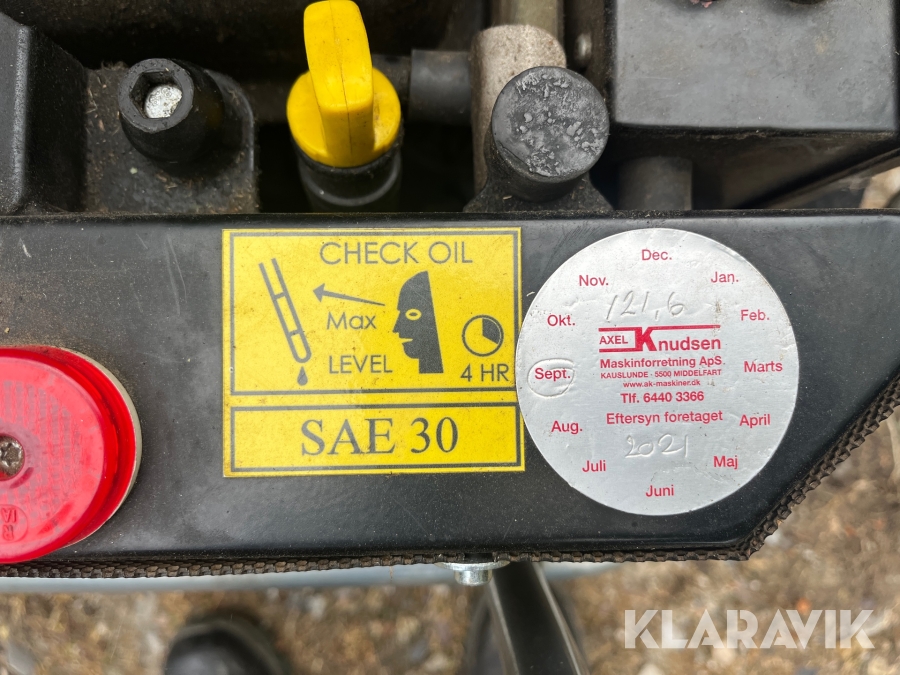 CHECK OIL
Max
LEVEL
4 HR
SAE 30
Dec.
Jan.
Feb.
Marts
April
Maj
Juni
Juli
Aug.
Sept.
Okt.
Nov.
121,6
AXEL Knudsen
Maskinforretning ApS.
KAUSLUNDE - 5500 MIDDELFART
www.ak-maskiner.dk
Tlf. 6440 3366
Eftersyn foretaget
2021
KLARAVIK